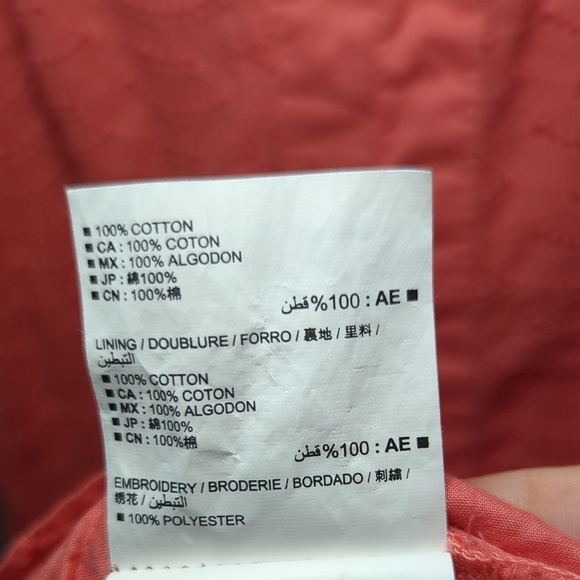 ■ 100% COTTON
■ CA : 100% COTON
■ MX : 100% ALGODON
■ JP : 綿100%
■ CN : 100%棉
■ AE : 100% قطن
LINING / DOUBLURE / FORRO / 裏地 / 里料 /
التبطين
■ 100% COTTON
■ CA : 100% COTON
■ MX: 100% ALGODON
■ JP : 綿100%
■ CN : 100%棉
■ AE : 100% قطن
EMBROIDERY / BRODERIE / BORDADO / 刺繍 /
绣花 / التبطين
■ 100% POLYESTER